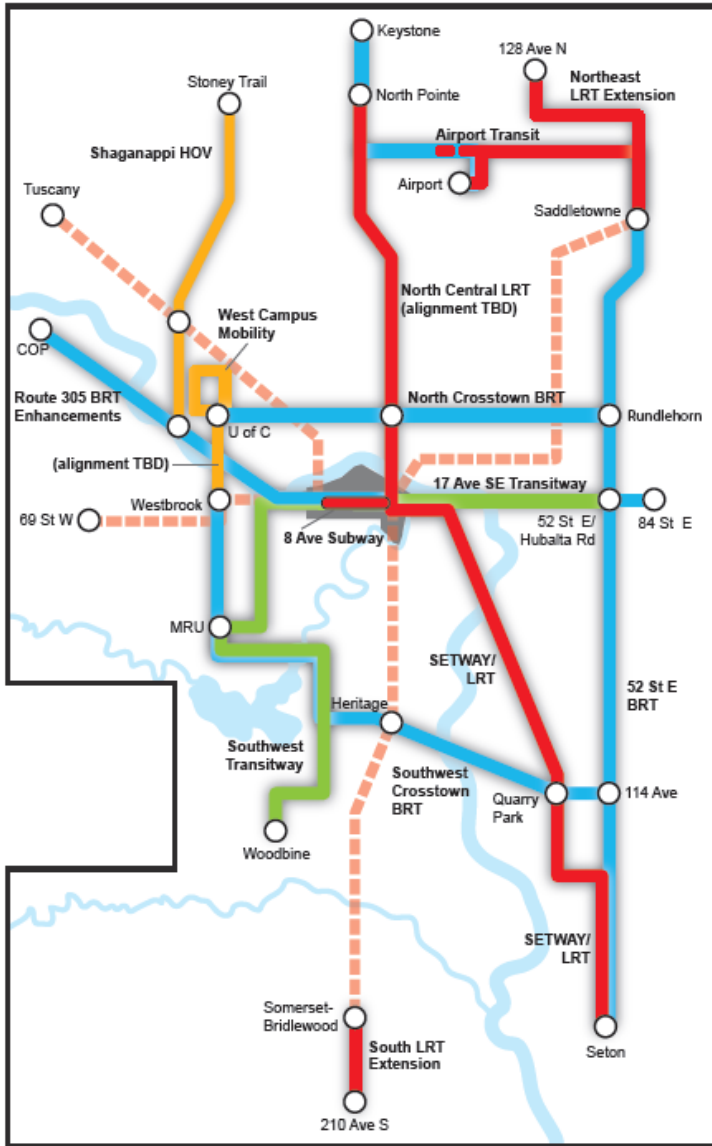 Keystone
128 Ave N
Northeast
LRT Extension
Stoney Trail
North Pointe
Airport Transit
Shaganappi HOV
Airport
Tuscany
Saddletowne
North Central LRT
(alignment TBD)
West Campus
Mobility
COP
Route 305 BRT
Enhancements
North Crosstown BRT
U of C
Rundlehorn
(alignment TBD)
17 Ave SE Transitway
Westbrook
69 St W
8 Ave Subway
52 St E/
Hubalta Rd
84 St E
MRU
SETWAY/
LRT
52 St E
BRT
Heritage
Southwest
Transitway
Southwest
Crosstown
BRT
Quarry
Park
114 Ave
Woodbine
SETWAY/
LRT
Somerset-
Bridlewood
South LRT
Extension
Seton
210 Ave S